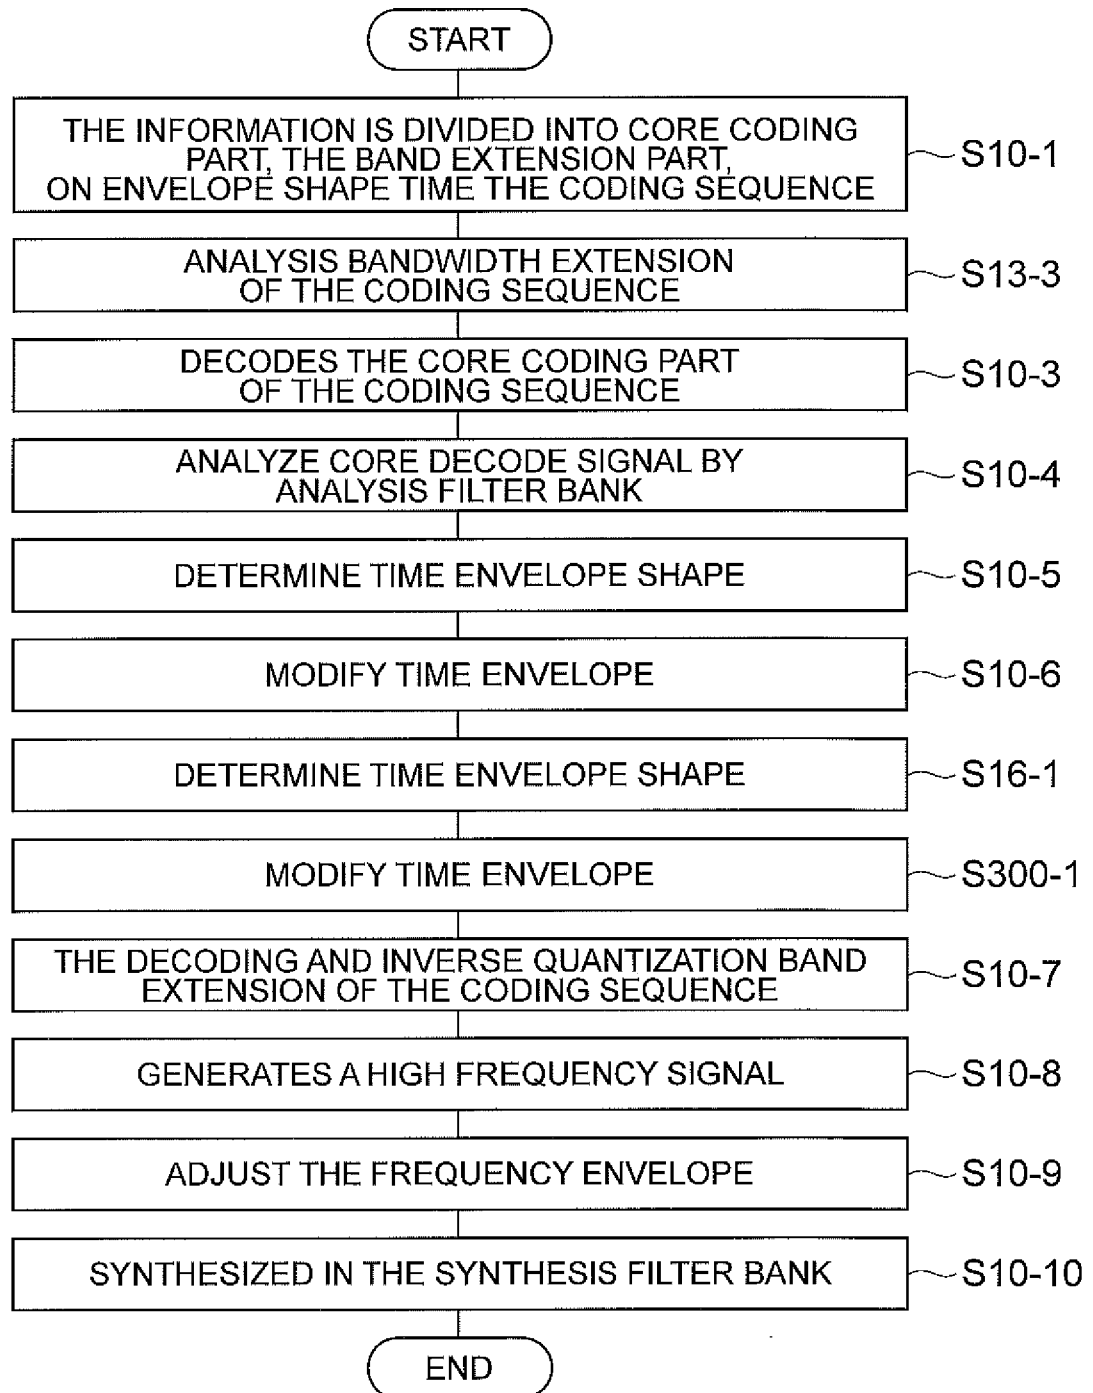 START
THE INFORMATION IS DIVIDED INTO CORE CODING
PART, THE BAND EXTENSION PART,
ON ENVELOPE SHAPE TIME THE CODING SEQUENCE
S10-1
ANALYSIS BANDWIDTH EXTENSION
OF THE CODING SEQUENCE
S13-3
DECODES THE CORE CODING PART
OF THE CODING SEQUENCE
S10-3
ANALYZE CORE DECODE SIGNAL BY
ANALYSIS FILTER BANK
S10-4
DETERMINE TIME ENVELOPE SHAPE
S10-5
MODIFY TIME ENVELOPE
S10-6
DETERMINE TIME ENVELOPE SHAPE
S16-1
MODIFY TIME ENVELOPE
S300-1
THE DECODING AND INVERSE QUANTIZATION BAND
EXTENSION OF THE CODING SEQUENCE
S10-7
GENERATES A HIGH FREQUENCY SIGNAL
S10-8
ADJUST THE FREQUENCY ENVELOPE
S10-9
SYNTHESIZED IN THE SYNTHESIS FILTER BANK
S10-10
END